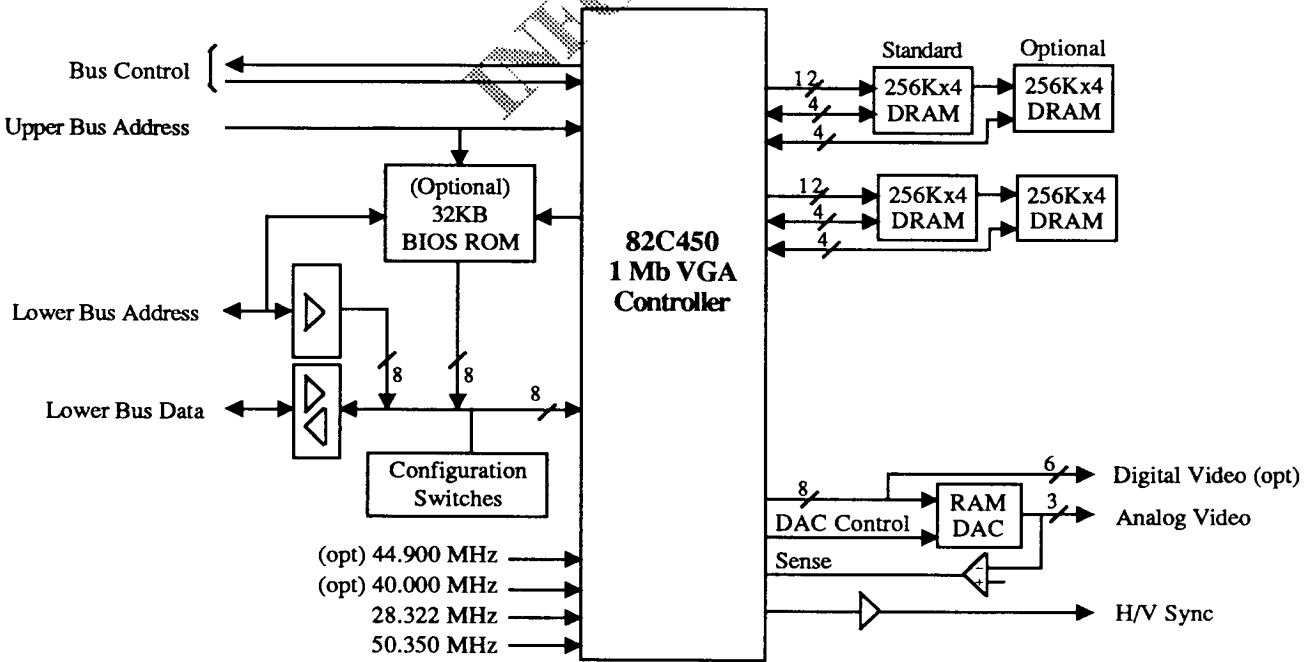 Bus Control
Upper Bus Address
(Optional)
32KB
BIOS ROM
Lower Bus Address
8
8
Lower Bus Data
8
Configuration
Switches
(opt) 44.900 MHz
(opt) 40.000 MHz
28.322 MHz
50.350 MHz
82C450
1 Mb VGA
Controller
Standard
Optional
12
4
4
256Kx4
DRAM
256Kx4
DRAM
12
4
4
256Kx4
DRAM
256Kx4
DRAM
8
6
Digital Video (opt)
RAM
DAC
3
Analog Video
DAC Control
Sense
-
+
H/V Sync